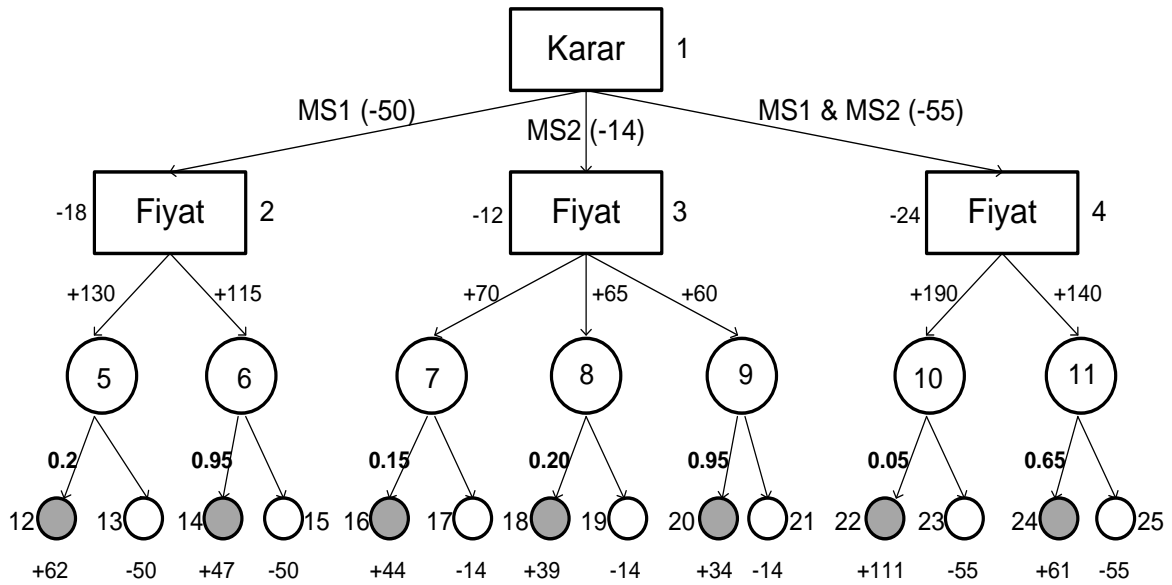 Karar 1
MS1 (-50) MS2 (-14) MS1 & MS2 (-55)
-18 Fiyat 2 -12 Fiyat 3 -24 Fiyat 4
+130 +115 +70 +65 +60 +190 +140
5 6 7 8 9 10 11
0.2 0.95 0.15 0.20 0.95 0.05 0.65
12 13 14 15 16 17 18 19 20 21 22 23 24 25
+62 -50 +47 -50 +44 -14 +39 -14 +34 -14 +111 -55 +61 -55